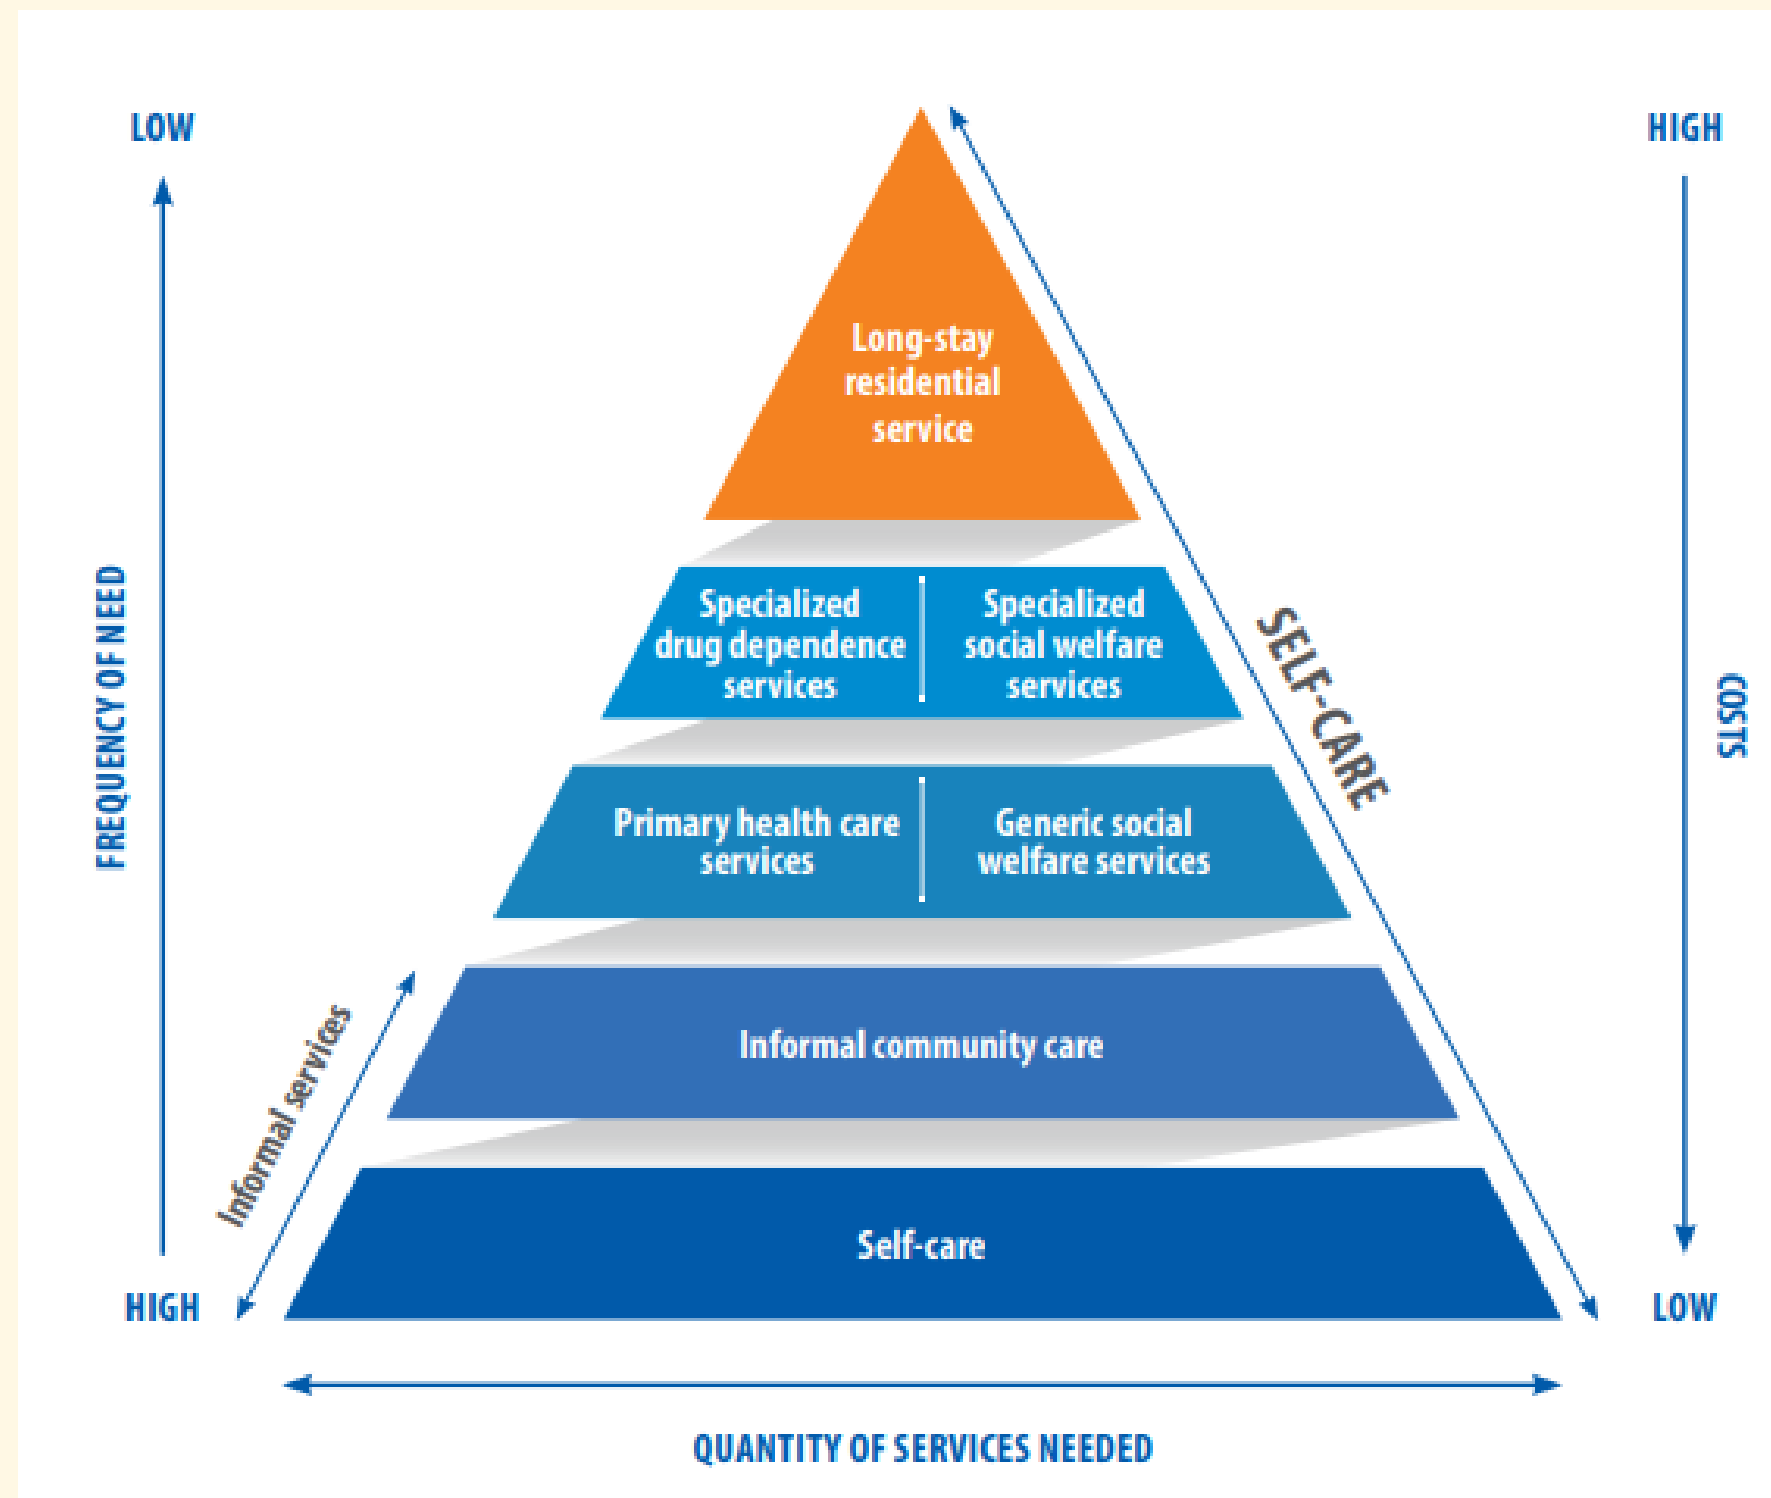 LOW
HIGH
Long-stay
residential
service
Specialized
drug dependence
services
Specialized
social welfare
services
SELF-CARE
FREQUENCY OF NEED
COSTS
Primary health care
services
Generic social
welfare services
Informal services
Informal community care
Self-care
HIGH
LOW
QUANTITY OF SERVICES NEEDED